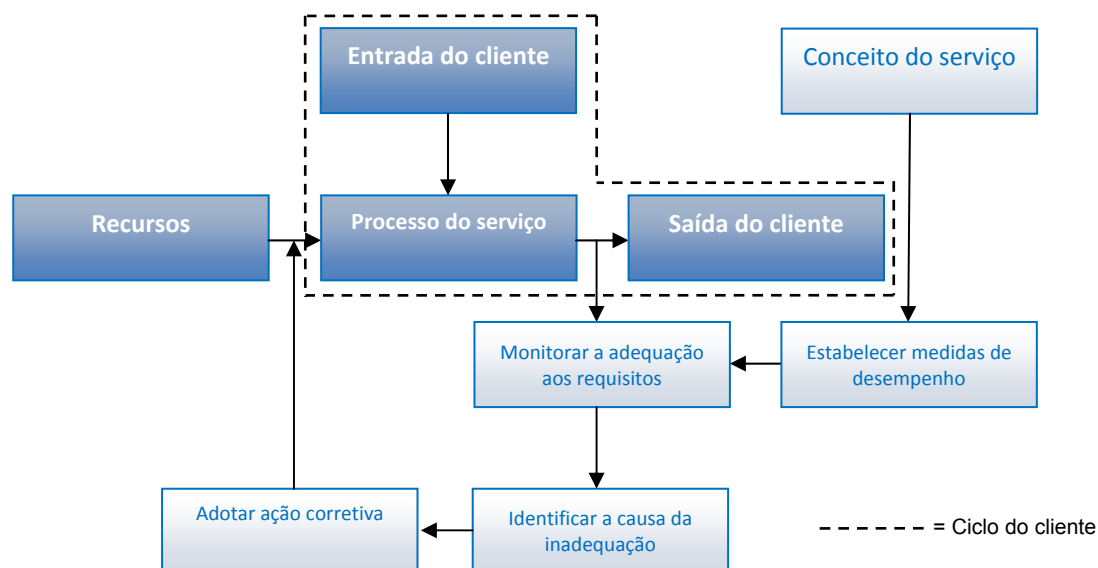 Entrada do cliente
Conceito do serviço
Recursos
Processo do serviço
Saída do cliente
Monitorar a adequação
aos requisitos
Estabelecer medidas de
desempenho
Adotar ação corretiva
Identificar a causa da
inadequação
= Ciclo do cliente